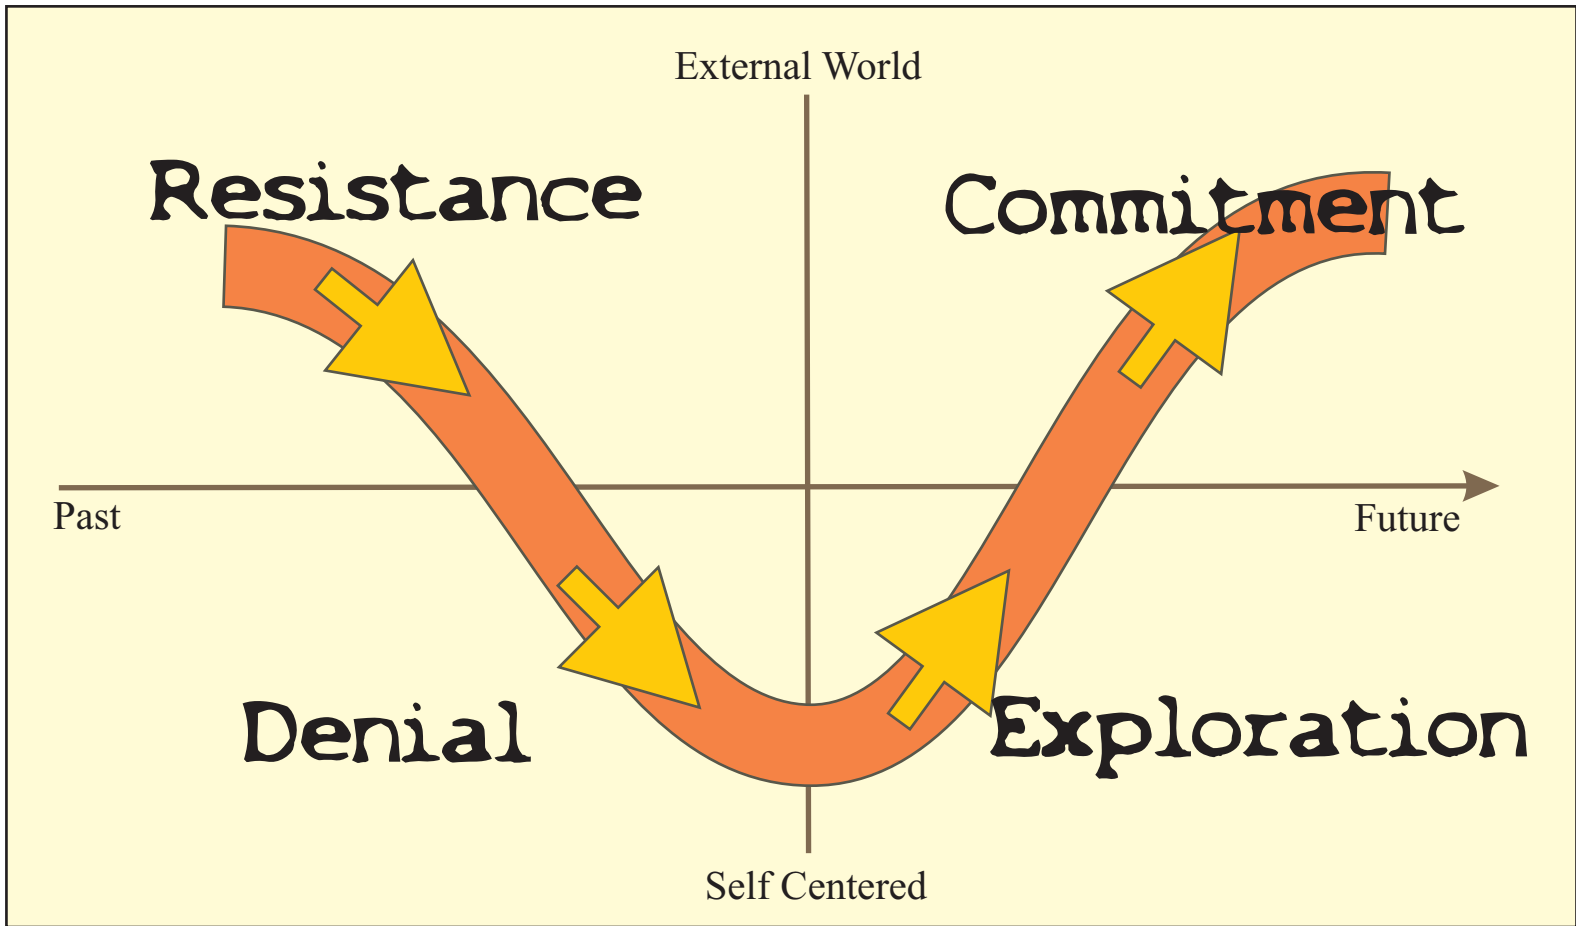 External World
Resistance
Commitment
Past
Future
Denial
Exploration
Self Centered